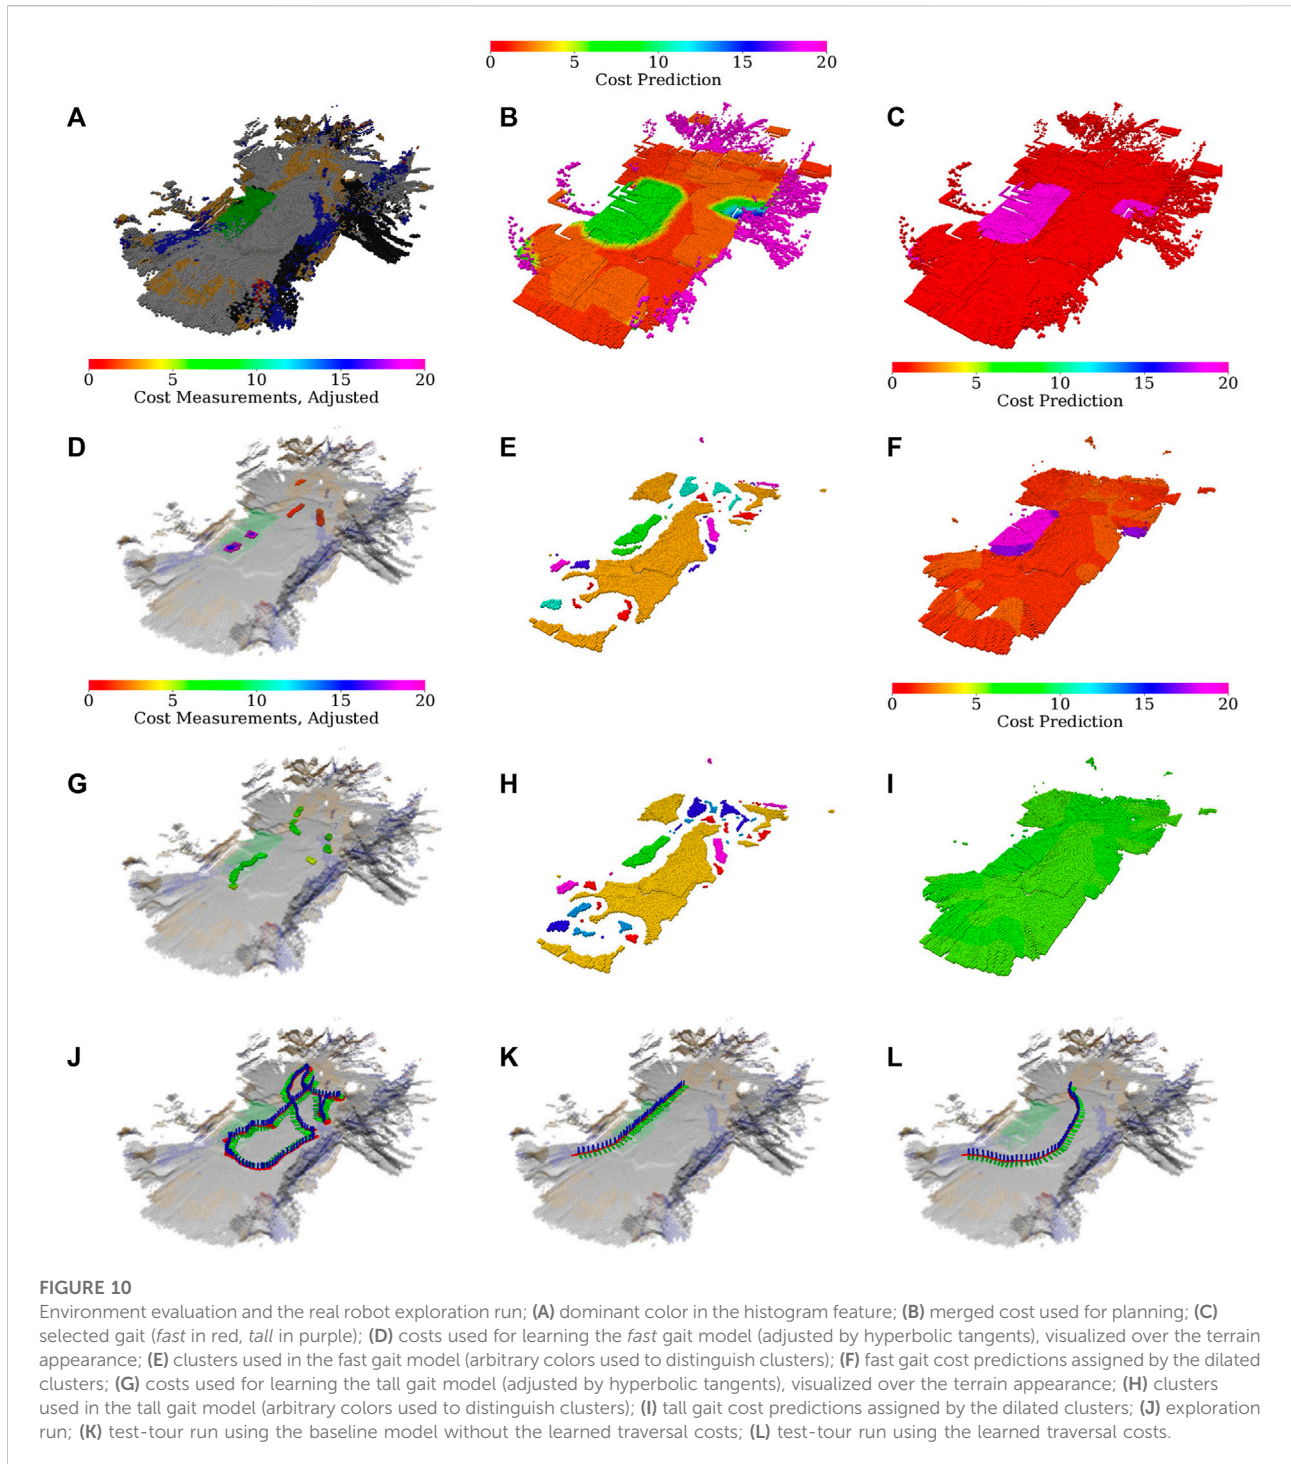 0 5 10 15 20
Cost Prediction
A B C
0 5 10 15 20
Cost Measurements, Adjusted
0 5 10 15 20
Cost Prediction
D E F
0 5 10 15 20
Cost Measurements, Adjusted
0 5 10 15 20
Cost Prediction
G H I
J K L
FIGURE 10
Environment evaluation and the real robot exploration run; (A) dominant color in the histogram feature; (B) merged cost used for planning; (C)
selected gait (fast in red, tall in purple); (D) costs used for learning the fast gait model (adjusted by hyperbolic tangents), visualized over the terrain
appearance; (E) clusters used in the fast gait model (arbitrary colors used to distinguish clusters); (F) fast gait cost predictions assigned by the dilated
clusters; (G) costs used for learning the tall gait model (adjusted by hyperbolic tangents), visualized over the terrain appearance; (H) clusters
used in the tall gait model (arbitrary colors used to distinguish clusters); (I) tall gait cost predictions assigned by the dilated clusters; (J) exploration
run; (K) test-tour run using the baseline model without the learned traversal costs; (L) test-tour run using the learned traversal costs.